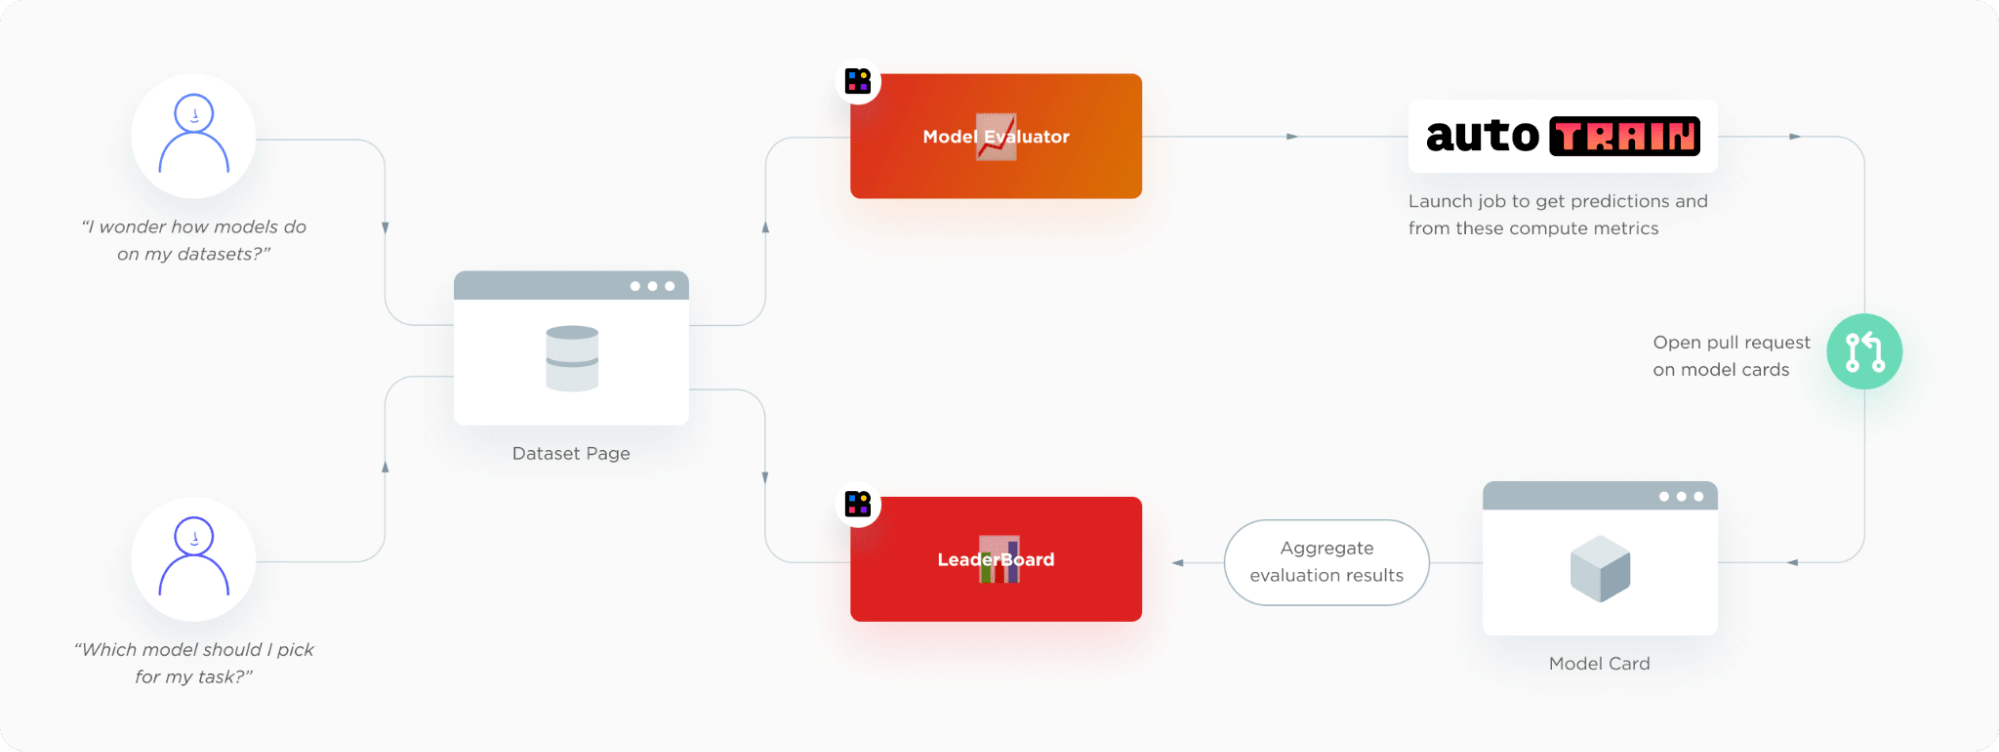 “I wonder how models do
on my datasets?”
Dataset Page
“Which model should I pick
for my task?”
Model Evaluator
auto TRAIN
Launch job to get predictions and
from these compute metrics
Open pull request
on model cards
Model Card
Aggregate
evaluation results
LeaderBoard